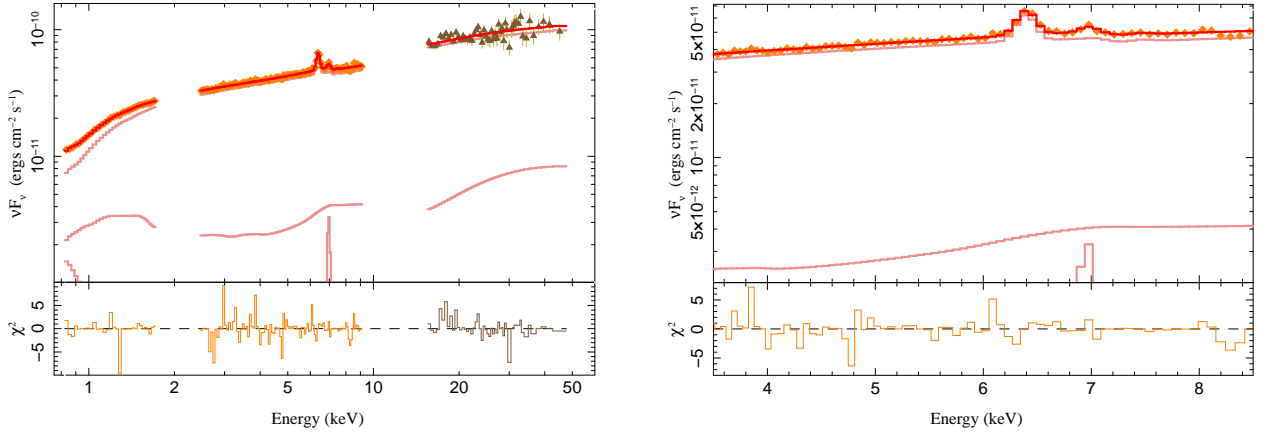 10⁻¹⁰
10⁻¹¹
νFᵥ (ergs cm⁻² s⁻¹)
5
0
−5
χ²
1 2 5 10 20 50
Energy (keV)
5×10⁻¹¹
2×10⁻¹¹
10⁻¹¹
5×10⁻¹²
νFᵥ (ergs cm⁻² s⁻¹)
5
0
−5
χ²
4 5 6 7 8
Energy (keV)